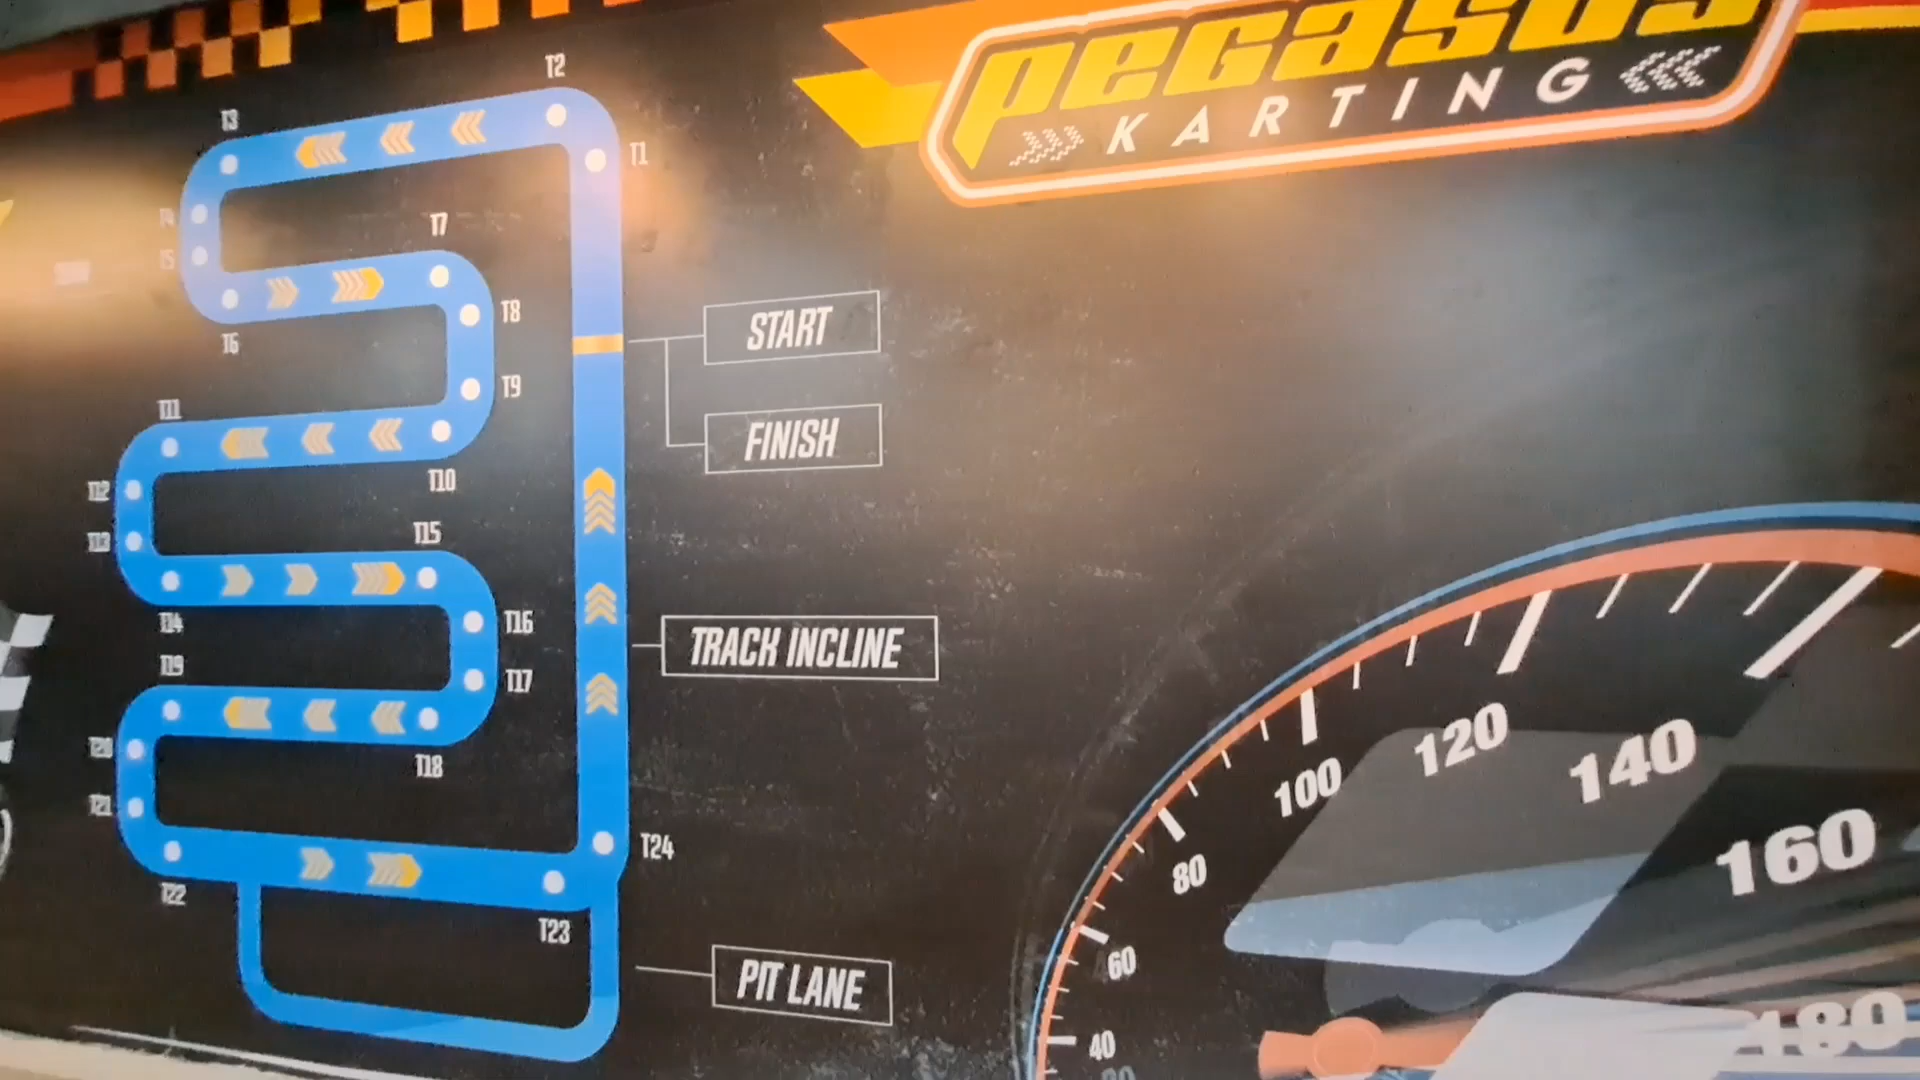 PEGASUS
KARTING
T2
T3
T1
T4
T7
T5
T8
START
T6
T9
T11
FINISH
T10
T12
T15
T13
T14
T16
TRACK INCLINE
T19
T17
T20
T18
120
140
100
T21
T24
160
80
T22
T23
60
PIT LANE
180
40